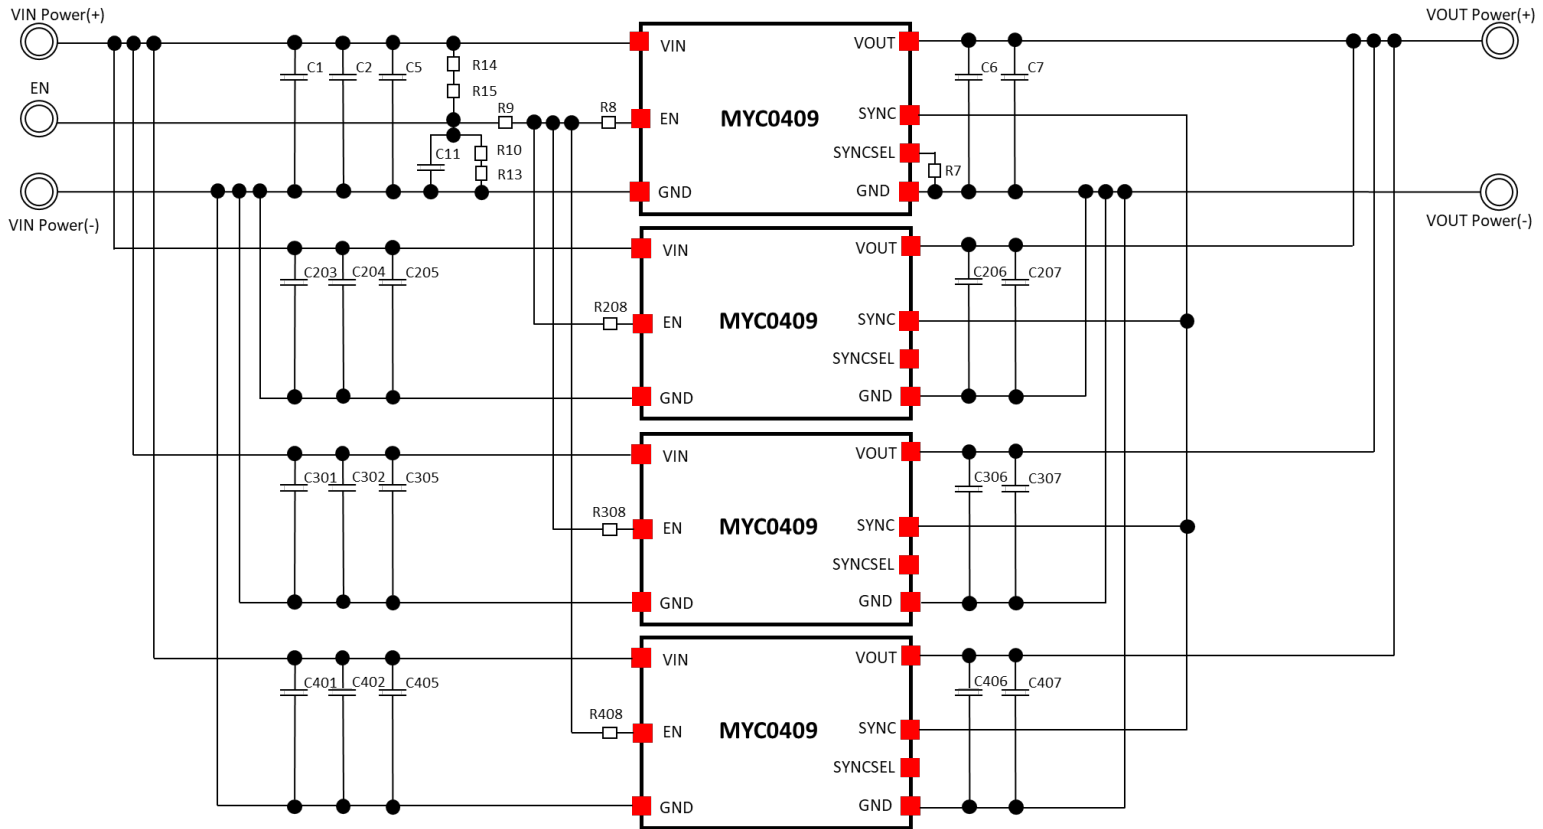 VIN Power(+)
VOUT Power(+)
VIN
VOUT
C1
C2
C5
R14
C6
C7
R15
EN
R9
R8
EN
MYC0409
SYNC
C11
R10
SYNCSEL
R13
R7
GND
GND
VIN Power(-)
VOUT Power(-)
VIN
VOUT
C203
C204
C205
C206
C207
R208
EN
MYC0409
SYNC
SYNCSEL
GND
GND
VIN
VOUT
C301
C302
C305
C306
C307
R308
EN
MYC0409
SYNC
SYNCSEL
GND
GND
VIN
VOUT
C401
C402
C405
C406
C407
R408
EN
MYC0409
SYNC
SYNCSEL
GND
GND